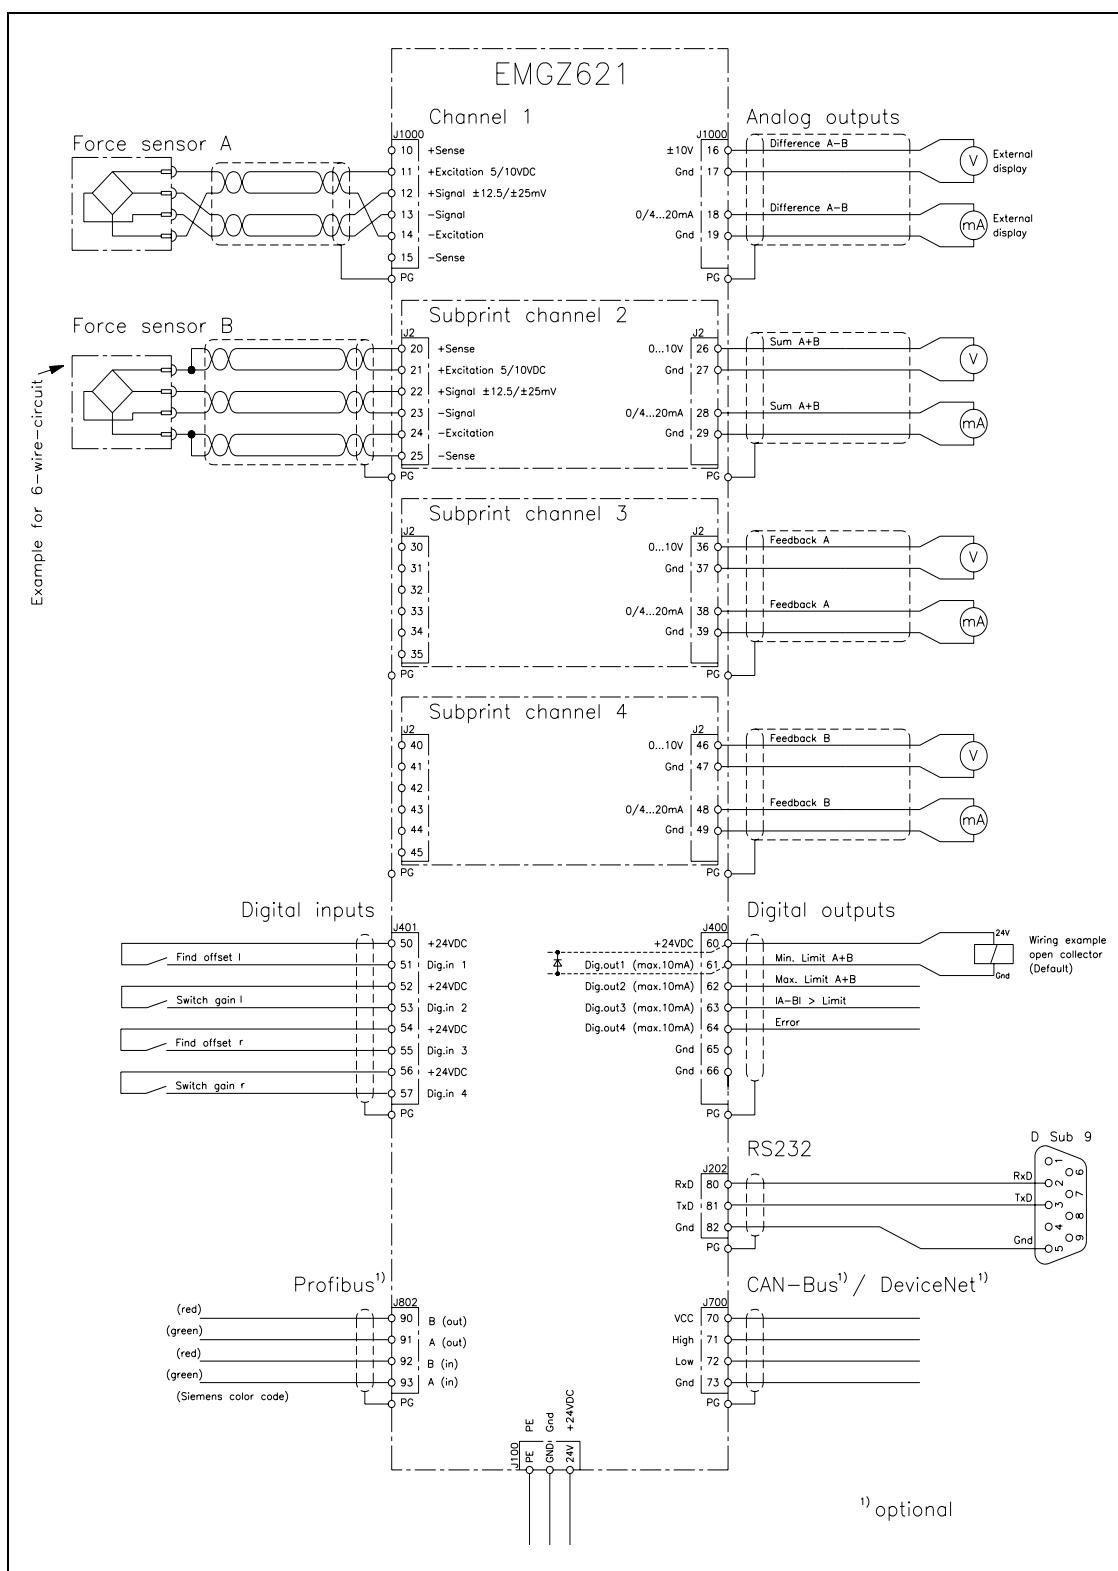 EMGZ621
Channel 1
Analog outputs
Force sensor A
J1000
10 +Sense
11 +Excitation 5/10VDC
12 +Signal ±12.5/±25mV
13 -Signal
14 -Excitation
15 -Sense
PG
J1000
±10V 16 Difference A-B
Gnd 17
V External display
0/4...20mA 18 Difference A-B
Gnd 19
mA External display
PG
Subprint channel 2
Force sensor B
Example for 6-wire-circuit
J2
20 +Sense
21 +Excitation 5/10VDC
22 +Signal ±12.5/±25mV
23 -Signal
24 -Excitation
25 -Sense
PG
J2
0...10V 26 Sum A+B
Gnd 27
V
0/4...20mA 28 Sum A+B
Gnd 29
mA
PG
Subprint channel 3
J2
30
31
32
33
34
35
PG
J2
0...10V 36 Feedback A
Gnd 37
V
0/4...20mA 38 Feedback A
Gnd 39
mA
PG
Subprint channel 4
J2
40
41
42
43
44
45
PG
J2
0...10V 46 Feedback B
Gnd 47
V
0/4...20mA 48 Feedback B
Gnd 49
mA
PG
Digital inputs
J401
50 +24VDC
Find offset l 51 Dig.in 1
52 +24VDC
Switch gain l 53 Dig.in 2
54 +24VDC
Find offset r 55 Dig.in 3
56 +24VDC
Switch gain r 57 Dig.in 4
PG
Digital outputs
J400
+24VDC 60
Dig.out1 (max.10mA) 61 Min. Limit A+B
Dig.out2 (max.10mA) 62 Max. Limit A+B
Dig.out3 (max.10mA) 63 |A-B| > Limit
Dig.out4 (max.10mA) 64 Error
Gnd 65
Gnd 66
PG
24V
Gnd
Wiring example
open collector
(Default)
RS232
J202
RxD 80 RxD
TxD 81 TxD
Gnd 82 Gnd
PG
D Sub 9
1
2
3
4
5
6
7
8
9
Profibus1)
J802
(red) 90 B (out)
(green) 91 A (out)
(red) 92 B (in)
(green) 93 A (in)
(Siemens color code) PG
CAN-Bus1) / DeviceNet1)
J700
VCC 70
High 71
Low 72
Gnd 73
PG
J100
PE PE
GND Gnd
24V +24VDC
1) optional